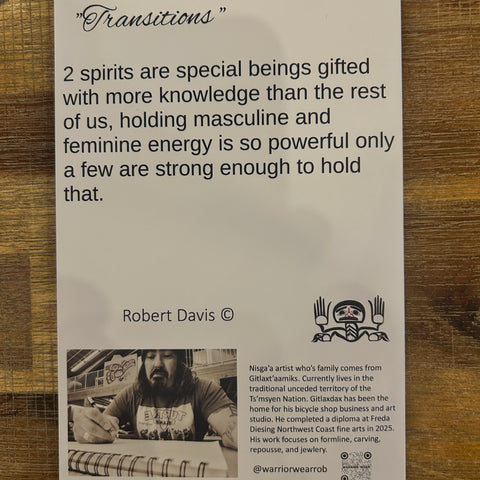 "Transitions"
2 spirits are special beings gifted
with more knowledge than the rest
of us, holding masculine and
feminine energy is so powerful only
a few are strong enough to hold
that.
Robert Davis ©
Nisga'a artist who's family comes from
Gitlaxt'aamiks. Currently lives in the
traditional unceded territory of the
Ts'msyen Nation. Gitlaxdax has been the
home for his bicycle shop business and art
studio. He completed a diploma at Freda
Diesing Northwest Coast fine arts in 2025.
His work focuses on formline, carving,
repousse, and jewlery.
@warriorwearrob